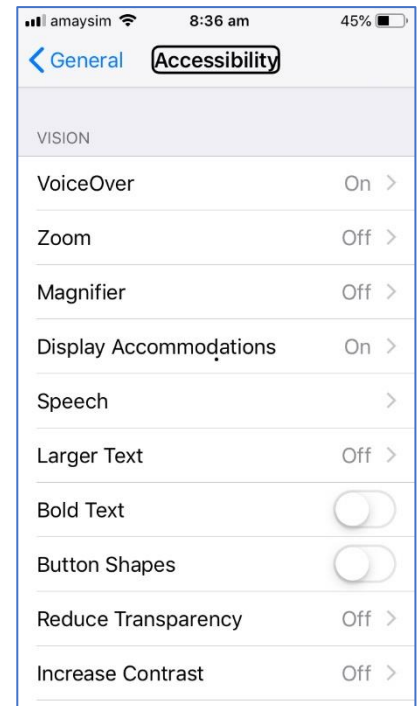 amaysim 8:36 am 45%
General Accessibility
VISION
VoiceOver On
Zoom Off
Magnifier Off
Display Accommodations On
Speech
Larger Text Off
Bold Text
Button Shapes
Reduce Transparency Off
Increase Contrast Off